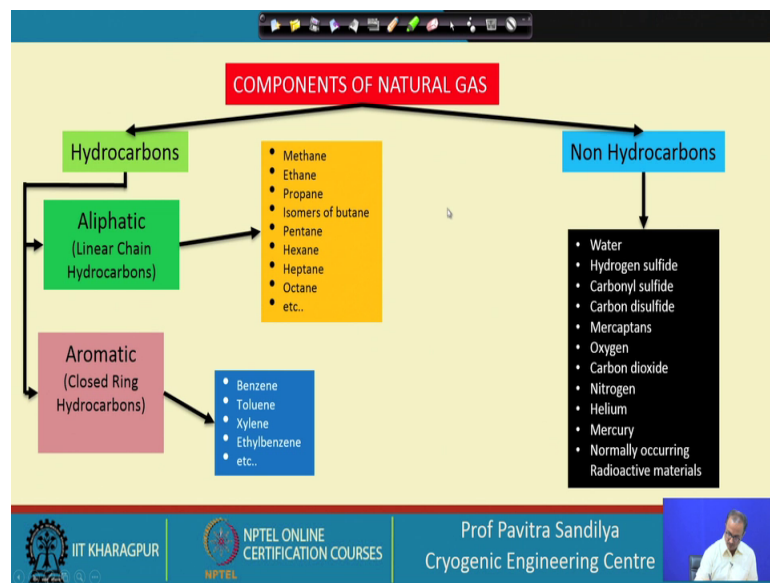 COMPONENTS OF NATURAL GAS
Hydrocarbons
Non Hydrocarbons
Aliphatic
(Linear Chain
Hydrocarbons)
• Methane
• Ethane
• Propane
• Isomers of butane
• Pentane
• Hexane
• Heptane
• Octane
• etc..
Aromatic
(Closed Ring
Hydrocarbons)
• Benzene
• Toluene
• Xylene
• Ethylbenzene
• etc..
• Water
• Hydrogen sulfide
• Carbonyl sulfide
• Carbon disulfide
• Mercaptans
• Oxygen
• Carbon dioxide
• Nitrogen
• Helium
• Mercury
• Normally occurring
Radioactive materials
IIT KHARAGPUR
NPTEL
NPTEL ONLINE
CERTIFICATION COURSES
Prof Pavitra Sandilya
Cryogenic Engineering Centre